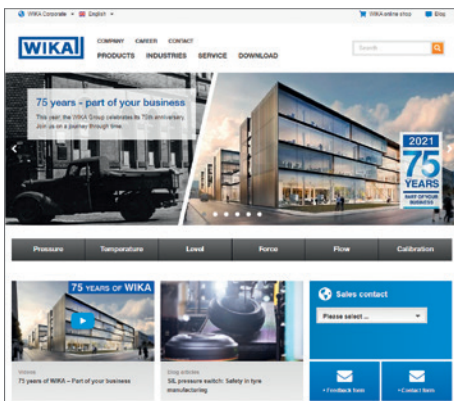 WIKA Corporate
English
WIKA online shop
Blog
WIKA
COMPANY CAREER CONTACT
PRODUCTS INDUSTRIES SERVICE DOWNLOAD
Search
75 years - part of your business
This year, the WIKA Group celebrates its 75th anniversary.
Join us on a journey through time.
2021
75
YEARS
PART OF YOUR
BUSINESS
Pressure Temperature Level Force Flow Calibration
75 YEARS OF WIKA
Videos
75 years of WIKA – Part of your business
Blog articles
SIL pressure switch: Safety in tyre
manufacturing
Sales contact
Please select ...
Feedback form
Contact form